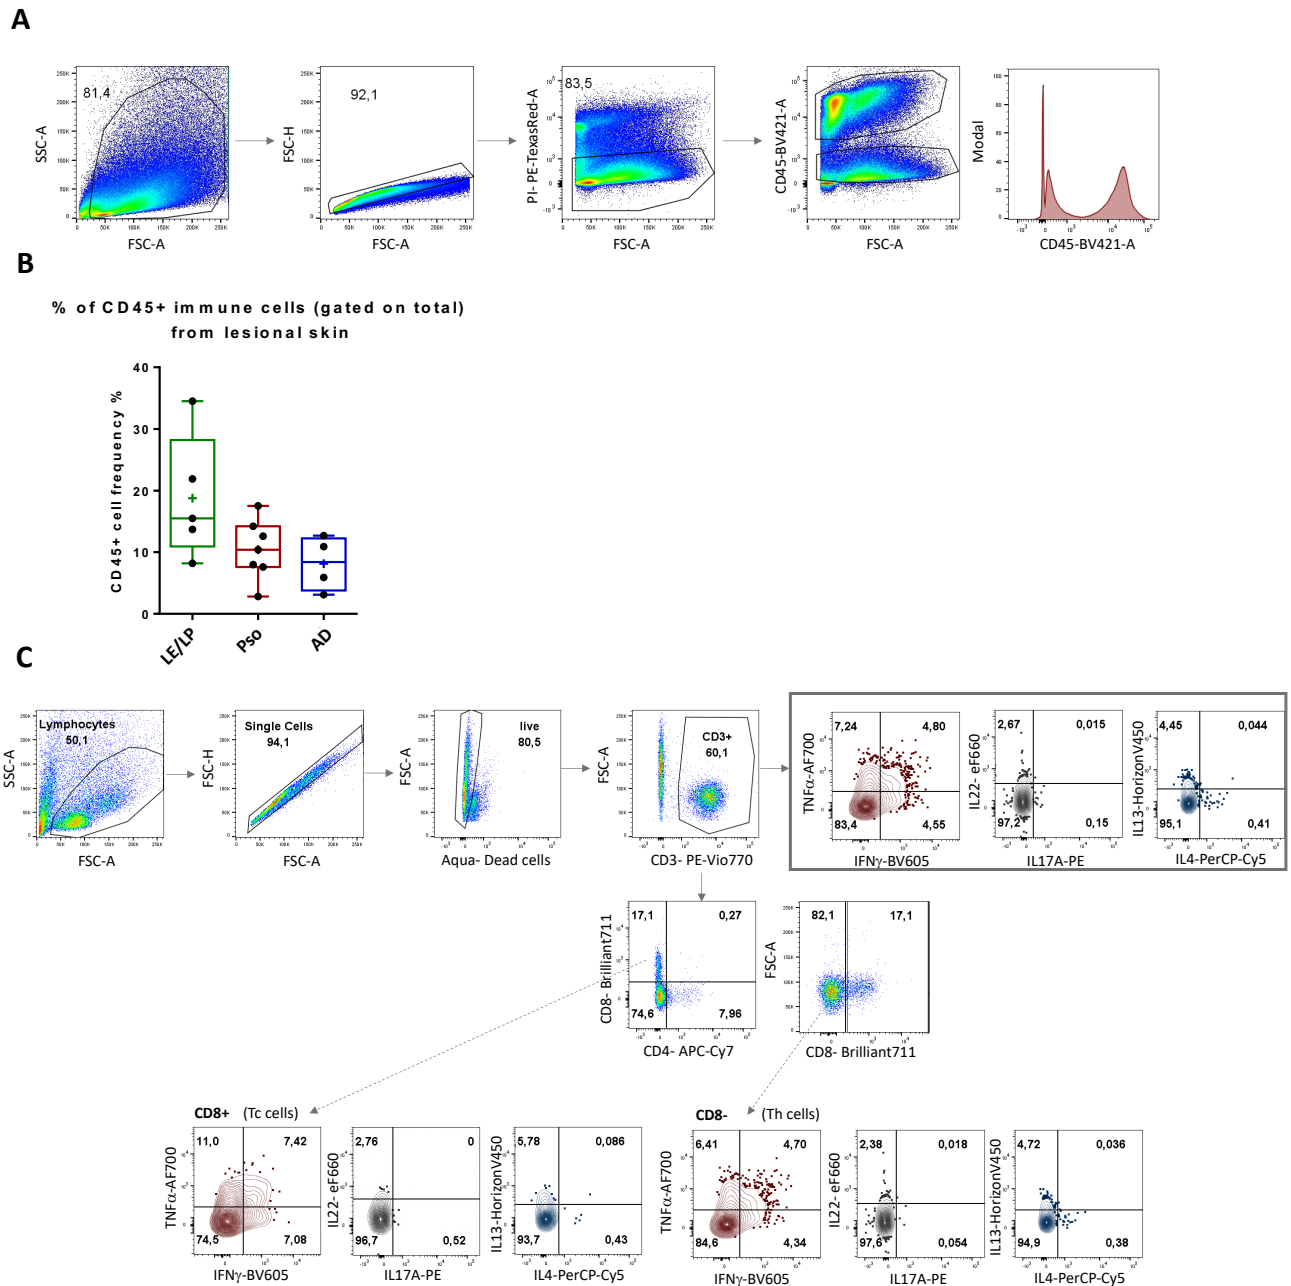 A
81,4
92,1
83,5
SSC-A
FSC-H
PI- PE-TexasRed-A
CD45-BV421-A
Modal
FSC-A
FSC-A
FSC-A
FSC-A
CD45-BV421-A
B
% of CD45+ immune cells (gated on total)
from lesional skin
CD45+ cell frequency %
40
30
20
10
0
LE/LP
Pso
AD
C
Lymphocytes
50,1
SSC-A
FSC-A
Single Cells
94,1
FSC-H
FSC-A
live
80,5
FSC-A
Aqua- Dead cells
CD3+
60,1
FSC-A
CD3- PE-Vio770
7,24 4,80
83,4 4,55
TNFα-AF700
IFNγ-BV605
2,67 0,015
97,2 0,15
IL22- eF660
IL17A-PE
4,45 0,044
95,1 0,41
IL13-HorizonV450
IL4-PerCP-Cy5
17,1 0,27
74,6 7,96
CD8- Brilliant711
CD4- APC-Cy7
82,1 17,1
FSC-A
CD8- Brilliant711
CD8+ (Tc cells)
11,0 7,42
74,5 7,08
TNFα-AF700
IFNγ-BV605
2,76 0
96,7 0,52
IL22- eF660
IL17A-PE
5,78 0,086
93,7 0,43
IL13-HorizonV450
IL4-PerCP-Cy5
CD8- (Th cells)
6,41 4,70
84,6 4,34
TNFα-AF700
IFNγ-BV605
2,38 0,018
97,6 0,054
IL22- eF660
IL17A-PE
4,72 0,036
94,9 0,38
IL13-HorizonV450
IL4-PerCP-Cy5